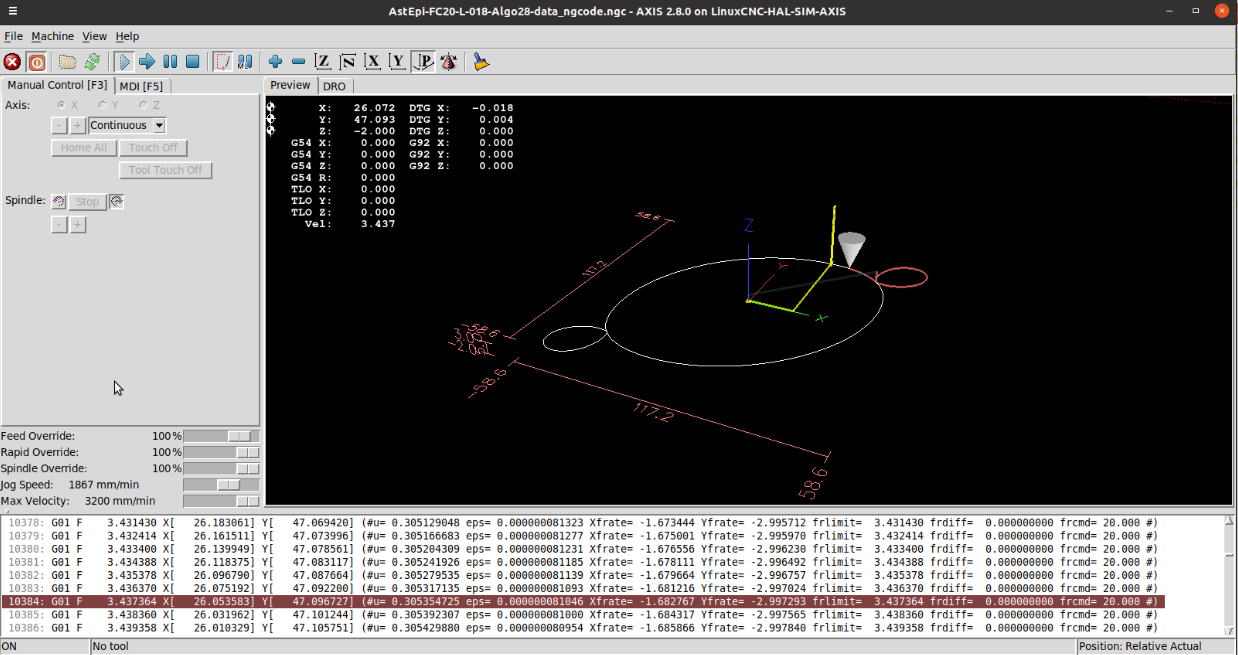 AstEpi-FC20-L-018-Algo28-data_ngcode.ngc - AXIS 2.8.0 on LinuxCNC-HAL-SIM-AXIS
File Machine View Help
Manual Control [F3] MDI [F5] Preview DRO
Axis: X Y Z
- + Continuous
Home All Touch Off
Tool Touch Off
Spindle: Stop
- +
X: 26.072 DTG X: -0.018
Y: 47.093 DTG Y: 0.004
Z: -2.000 DTG Z: 0.000
G54 X: 0.000 G92 X: 0.000
G54 Y: 0.000 G92 Y: 0.000
G54 Z: 0.000 G92 Z: 0.000
G54 R: 0.000
TLO X: 0.000
TLO Y: 0.000
TLO Z: 0.000
Vel: 3.437
58.6
117.2
Z
Y
X
-58.6
117.2
58.6
Feed Override: 100%
Rapid Override: 100%
Spindle Override: 100%
Jog Speed: 1867 mm/min
Max Velocity: 3200 mm/min
10378: G01 F 3.431430 X[ 26.183061] Y[ 47.069420] (#u= 0.305129048 eps= 0.000000081323 Xfrate= -1.673444 Yfrate= -2.995712 frlimit= 3.431430 frdiff= 0.000000000 frcmd= 20.000 #)
10379: G01 F 3.432414 X[ 26.161511] Y[ 47.073996] (#u= 0.305166683 eps= 0.000000081277 Xfrate= -1.675001 Yfrate= -2.995970 frlimit= 3.432414 frdiff= 0.000000000 frcmd= 20.000 #)
10380: G01 F 3.433400 X[ 26.139949] Y[ 47.078561] (#u= 0.305204309 eps= 0.000000081231 Xfrate= -1.676556 Yfrate= -2.996230 frlimit= 3.433400 frdiff= 0.000000000 frcmd= 20.000 #)
10381: G01 F 3.434388 X[ 26.118375] Y[ 47.083117] (#u= 0.305241926 eps= 0.000000081185 Xfrate= -1.678111 Yfrate= -2.996492 frlimit= 3.434388 frdiff= 0.000000000 frcmd= 20.000 #)
10382: G01 F 3.435378 X[ 26.096790] Y[ 47.087664] (#u= 0.305279535 eps= 0.000000081139 Xfrate= -1.679664 Yfrate= -2.996757 frlimit= 3.435378 frdiff= 0.000000000 frcmd= 20.000 #)
10383: G01 F 3.436370 X[ 26.075192] Y[ 47.092200] (#u= 0.305317135 eps= 0.000000081093 Xfrate= -1.681216 Yfrate= -2.997024 frlimit= 3.436370 frdiff= 0.000000000 frcmd= 20.000 #)
10384: G01 F 3.437364 X[ 26.053583] Y[ 47.096727] (#u= 0.305354725 eps= 0.000000081046 Xfrate= -1.682767 Yfrate= -2.997293 frlimit= 3.437364 frdiff= 0.000000000 frcmd= 20.000 #)
10385: G01 F 3.438360 X[ 26.031962] Y[ 47.101244] (#u= 0.305392307 eps= 0.000000081000 Xfrate= -1.684317 Yfrate= -2.997565 frlimit= 3.438360 frdiff= 0.000000000 frcmd= 20.000 #)
10386: G01 F 3.439358 X[ 26.010329] Y[ 47.105751] (#u= 0.305429880 eps= 0.000000080954 Xfrate= -1.685866 Yfrate= -2.997840 frlimit= 3.439358 frdiff= 0.000000000 frcmd= 20.000 #)
ON No tool Position: Relative Actual